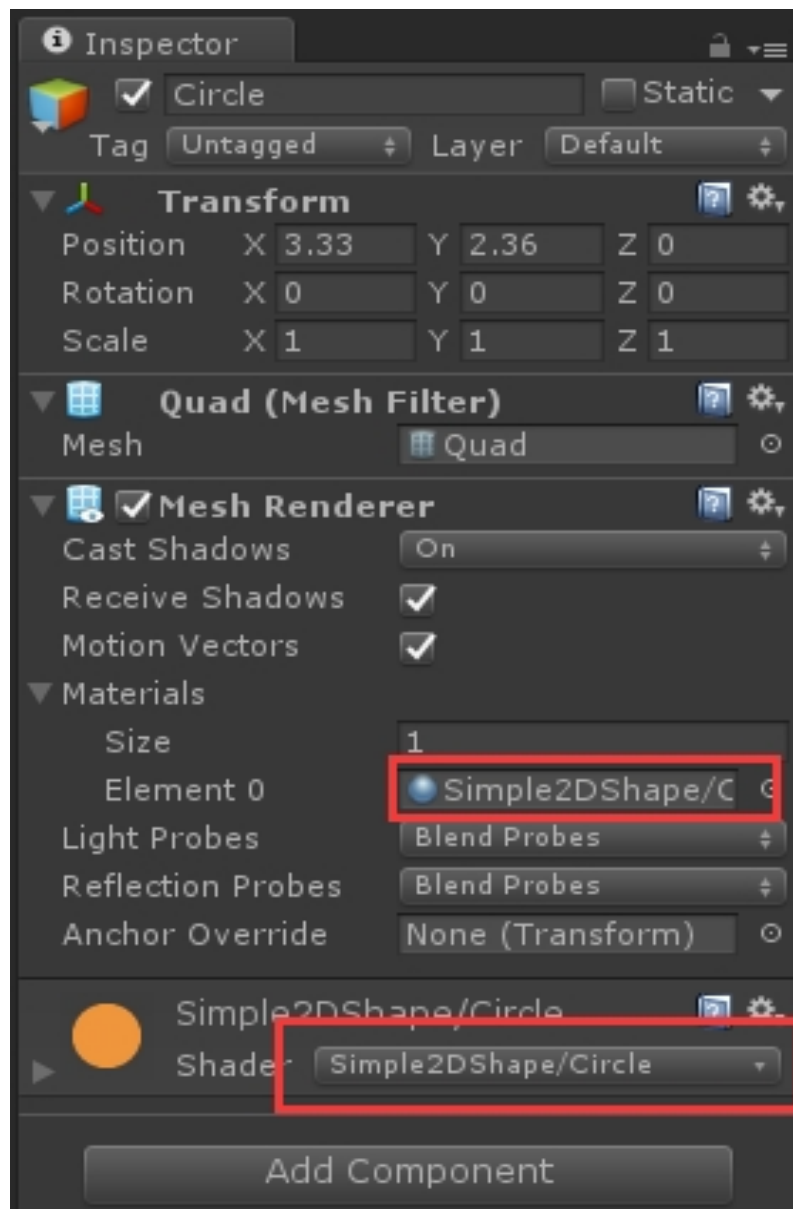 Inspector
Circle Static
Tag Untagged Layer Default
Transform
Position X 3.33 Y 2.36 Z 0
Rotation X 0 Y 0 Z 0
Scale X 1 Y 1 Z 1
Quad (Mesh Filter)
Mesh Quad
Mesh Renderer
Cast Shadows On
Receive Shadows
Motion Vectors
Materials
Size 1
Element 0 Simple2DShape/C
Light Probes Blend Probes
Reflection Probes Blend Probes
Anchor Override None (Transform)
Simple2DShape/Circle
Shader Simple2DShape/Circle
Add Component